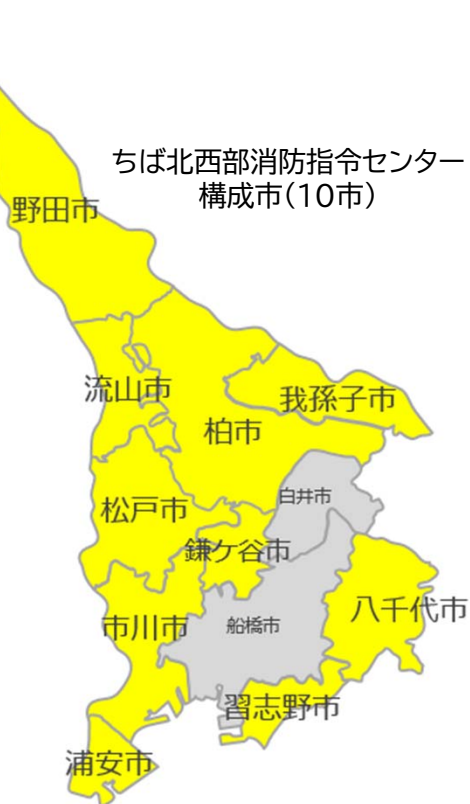 ちば北西部消防指令センター
構成市(10市)
野田市
流山市
我孫子市
柏市
白井市
松戸市
鎌ケ谷市
八千代市
市川市
船橋市
習志野市
浦安市